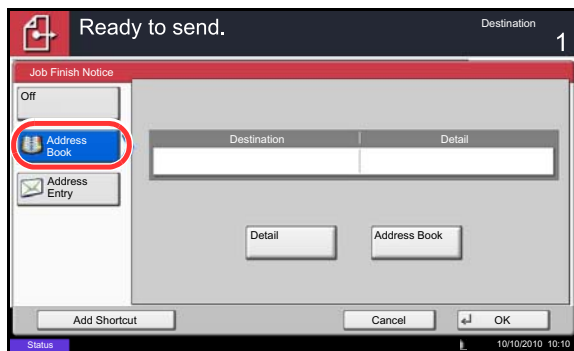 Ready to send.
Destination
1
Job Finish Notice
Off
Address
Book
Address
Entry
Destination Detail
Detail
Address Book
Add Shortcut
Cancel
OK
Status
10/10/2010 10:10